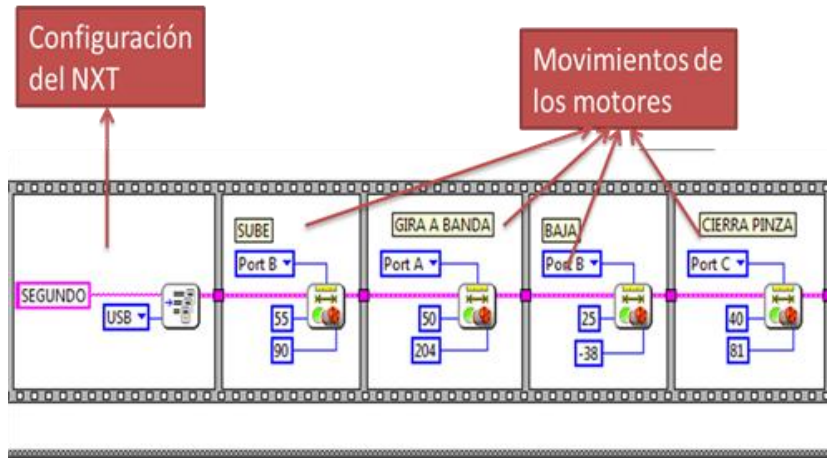 Configuración
del NXT
Movimientos de
los motores
SUBE
GIRA A BANDA
BAJA
CIERRA PINZA
Port B
Port A
Port B
Port C
SEGUNDO
USB
55
50
25
40
90
204
-38
81